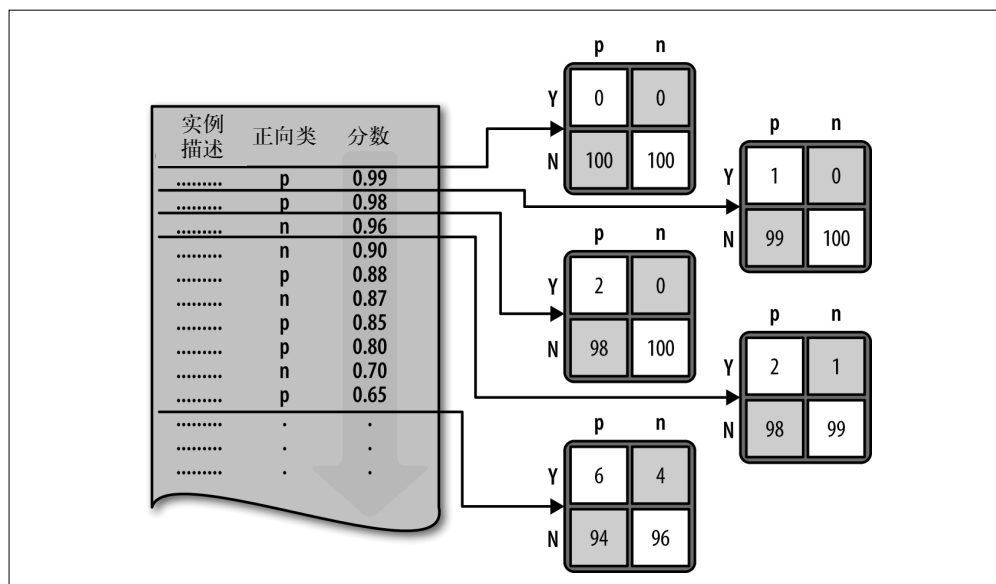 实例描述 正向类 分数
......... p 0.99
......... p 0.98
......... n 0.96
......... n 0.90
......... p 0.88
......... n 0.87
......... p 0.85
......... p 0.80
......... n 0.70
......... p 0.65
......... . .
......... . .
......... . .
p n
Y 0 0
N 100 100
p n
Y 1 0
N 99 100
p n
Y 2 0
N 98 100
p n
Y 2 1
N 98 99
p n
Y 6 4
N 94 96